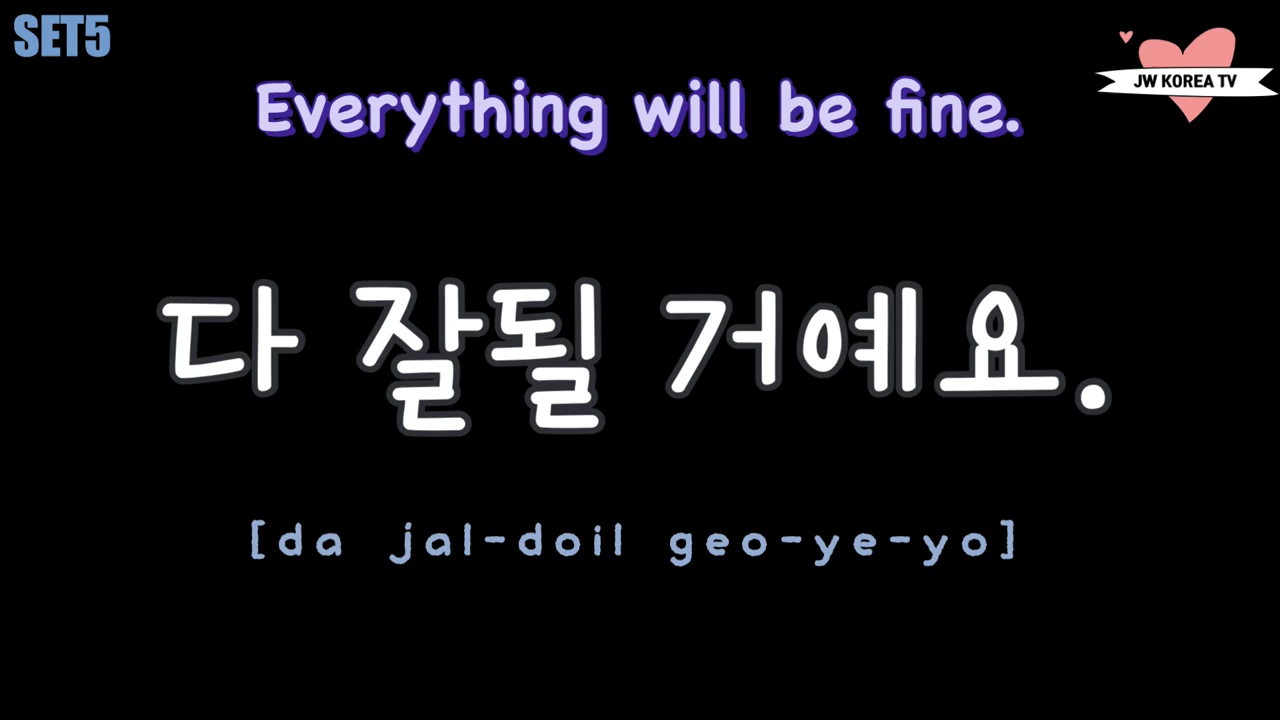 SET5
JW KOREA TV
Everything will be fine.
다 잘될 거예요.
[da jal-doil geo-ye-yo]